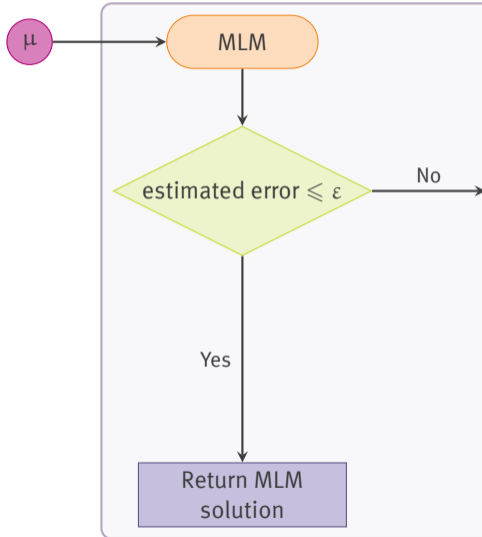 μ
MLM
estimated error ⩽ ε
No
Yes
Return MLM
solution